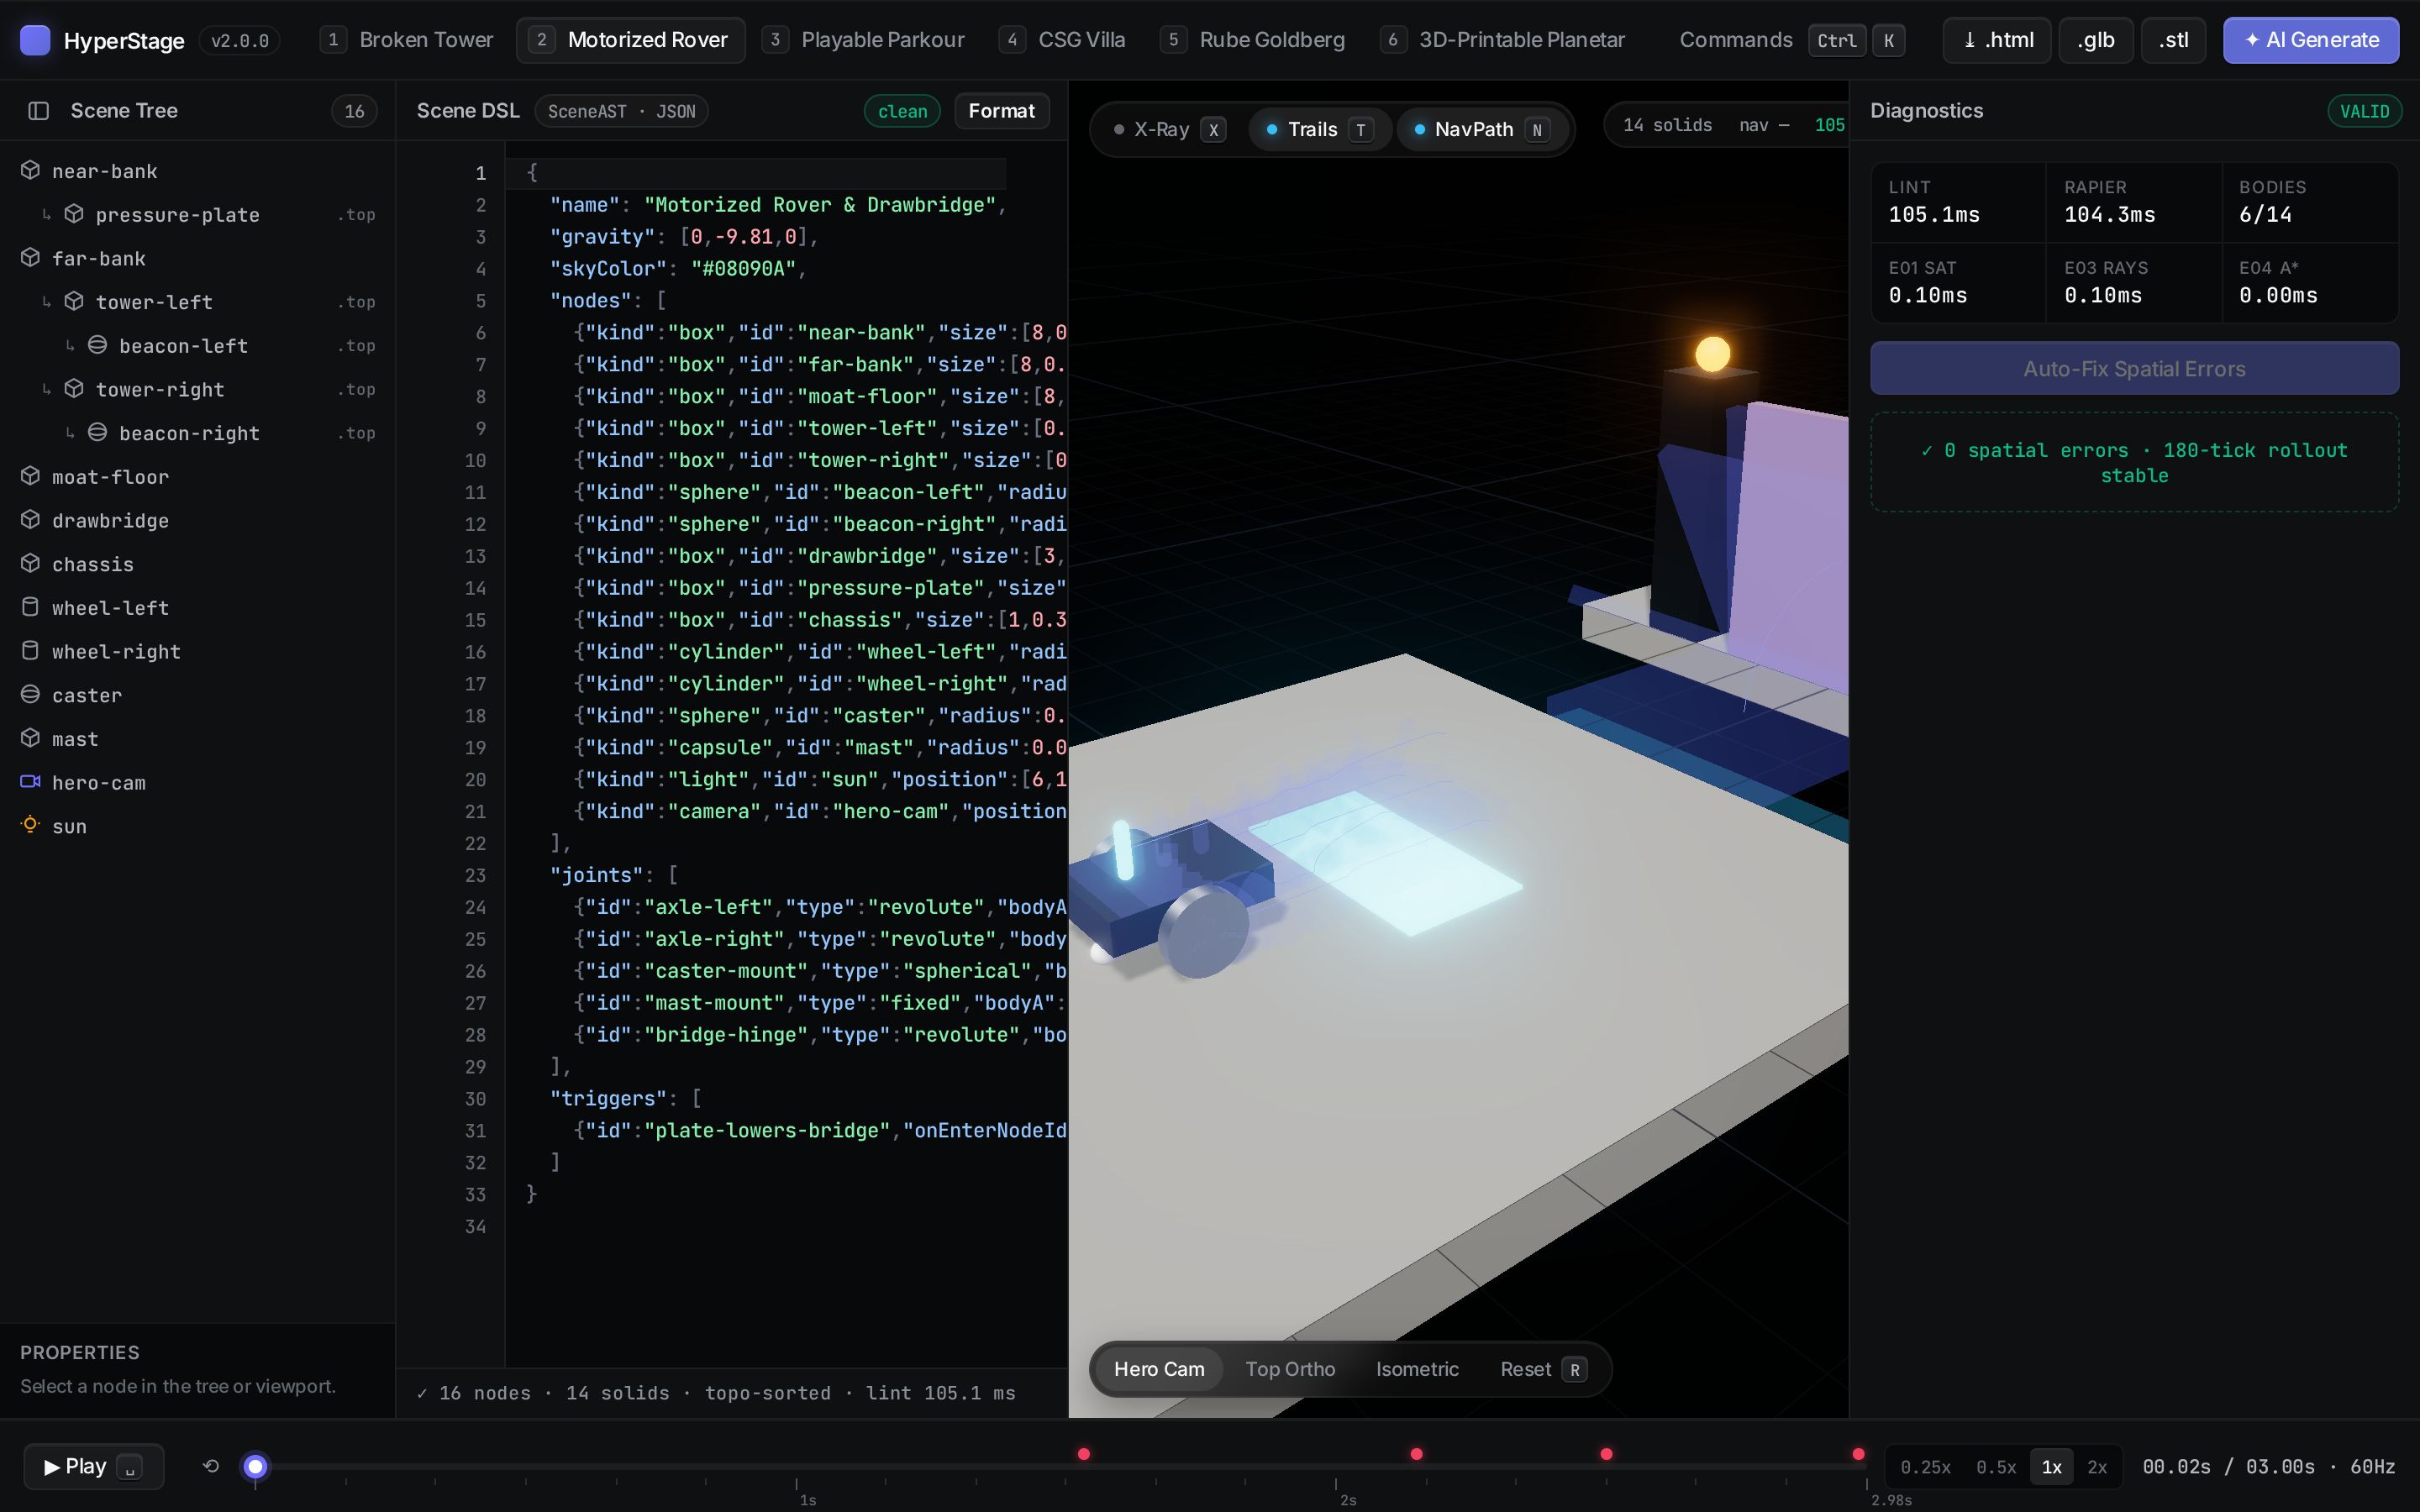 HyperStage v2.0.0 1 Broken Tower 2 Motorized Rover 3 Playable Parkour 4 CSG Villa 5 Rube Goldberg 6 3D-Printable Planetar Commands Ctrl K ⤓ .html .glb .stl ✦ AI Generate
Scene Tree 16
near-bank
↳ pressure-plate .top
far-bank
↳ tower-left .top
↳ beacon-left .top
↳ tower-right .top
↳ beacon-right .top
moat-floor
drawbridge
chassis
wheel-left
wheel-right
caster
mast
hero-cam
sun
PROPERTIES
Select a node in the tree or viewport.
Scene DSL SceneAST · JSON clean Format
1 {
2 "name": "Motorized Rover & Drawbridge",
3 "gravity": [0,-9.81,0],
4 "skyColor": "#08090A",
5 "nodes": [
6 {"kind":"box","id":"near-bank","size":[8,0
7 {"kind":"box","id":"far-bank","size":[8,0.
8 {"kind":"box","id":"moat-floor","size":[8,
9 {"kind":"box","id":"tower-left","size":[0.
10 {"kind":"box","id":"tower-right","size":[0
11 {"kind":"sphere","id":"beacon-left","radiu
12 {"kind":"sphere","id":"beacon-right","radi
13 {"kind":"box","id":"drawbridge","size":[3,
14 {"kind":"box","id":"pressure-plate","size"
15 {"kind":"box","id":"chassis","size":[1,0.3
16 {"kind":"cylinder","id":"wheel-left","radi
17 {"kind":"cylinder","id":"wheel-right","rad
18 {"kind":"sphere","id":"caster","radius":0.
19 {"kind":"capsule","id":"mast","radius":0.0
20 {"kind":"light","id":"sun","position":[6,1
21 {"kind":"camera","id":"hero-cam","position
22 ],
23 "joints": [
24 {"id":"axle-left","type":"revolute","bodyA
25 {"id":"axle-right","type":"revolute","body
26 {"id":"caster-mount","type":"spherical","b
27 {"id":"mast-mount","type":"fixed","bodyA":
28 {"id":"bridge-hinge","type":"revolute","bo
29 ],
30 "triggers": [
31 {"id":"plate-lowers-bridge","onEnterNodeId
32 ]
33 }
34
✓ 16 nodes · 14 solids · topo-sorted · lint 105.1 ms
X-Ray X Trails T NavPath N 14 solids nav — 105
Hero Cam Top Ortho Isometric Reset R
Diagnostics VALID
LINT RAPIER BODIES
105.1ms 104.3ms 6/14
E01 SAT E03 RAYS E04 A*
0.10ms 0.10ms 0.00ms
Auto-Fix Spatial Errors
✓ 0 spatial errors · 180-tick rollout
stable
▶ Play ␣ ⟲ 0.25x 0.5x 1x 2x 00.02s / 03.00s · 60Hz
1s 2s 2.98s